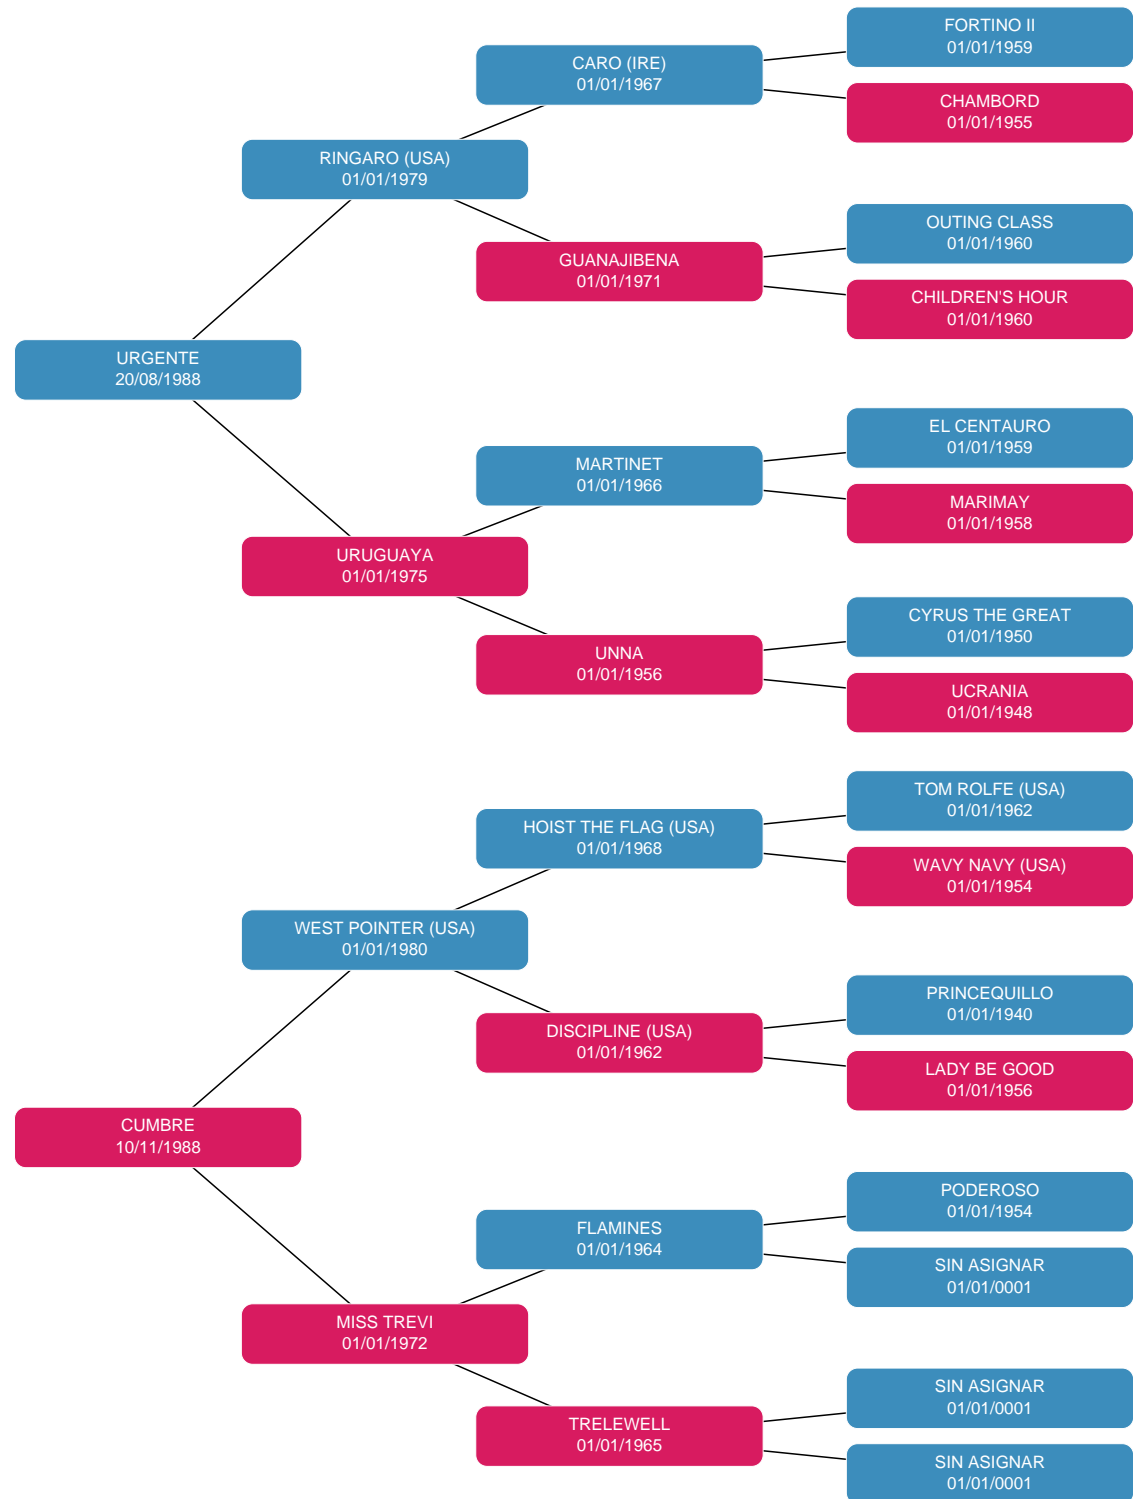 FORTINO II
01/01/1959
CARO (IRE)
01/01/1967
CHAMBORD
01/01/1955
RINGARO (USA)
01/01/1979
OUTING CLASS
01/01/1960
GUANAJIBENA
01/01/1971
CHILDREN'S HOUR
01/01/1960
URGENTE
20/08/1988
EL CENTAURO
01/01/1959
MARTINET
01/01/1966
MARIMAY
01/01/1958
URUGUAYA
01/01/1975
CYRUS THE GREAT
01/01/1950
UNNA
01/01/1956
UCRANIA
01/01/1948
TOM ROLFE (USA)
01/01/1962
HOIST THE FLAG (USA)
01/01/1968
WAVY NAVY (USA)
01/01/1954
WEST POINTER (USA)
01/01/1980
PRINCEQUILLO
01/01/1940
DISCIPLINE (USA)
01/01/1962
LADY BE GOOD
01/01/1956
CUMBRE
10/11/1988
PODEROSO
01/01/1954
FLAMINES
01/01/1964
SIN ASIGNAR
01/01/0001
MISS TREVI
01/01/1972
SIN ASIGNAR
01/01/0001
TRELEWELL
01/01/1965
SIN ASIGNAR
01/01/0001